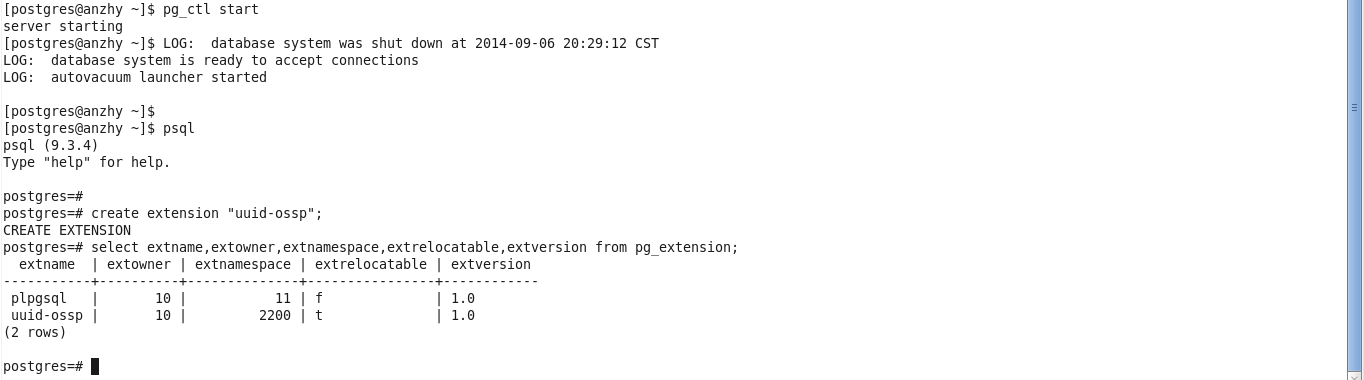 [postgres@anzhy ~]$ pg_ctl start
server starting
[postgres@anzhy ~]$ LOG:  database system was shut down at 2014-09-06 20:29:12 CST
LOG:  database system is ready to accept connections
LOG:  autovacuum launcher started
[postgres@anzhy ~]$
[postgres@anzhy ~]$ psql
psql (9.3.4)
Type "help" for help.
postgres=#
postgres=# create extension "uuid-ossp";
CREATE EXTENSION
postgres=# select extname,extowner,extnamespace,extrelocatable,extversion from pg_extension;
  extname  | extowner | extnamespace | extrelocatable | extversion
-----------+----------+--------------+----------------+------------
 plpgsql   |       10 |           11 | f              | 1.0
 uuid-ossp |       10 |         2200 | t              | 1.0
(2 rows)
postgres=#